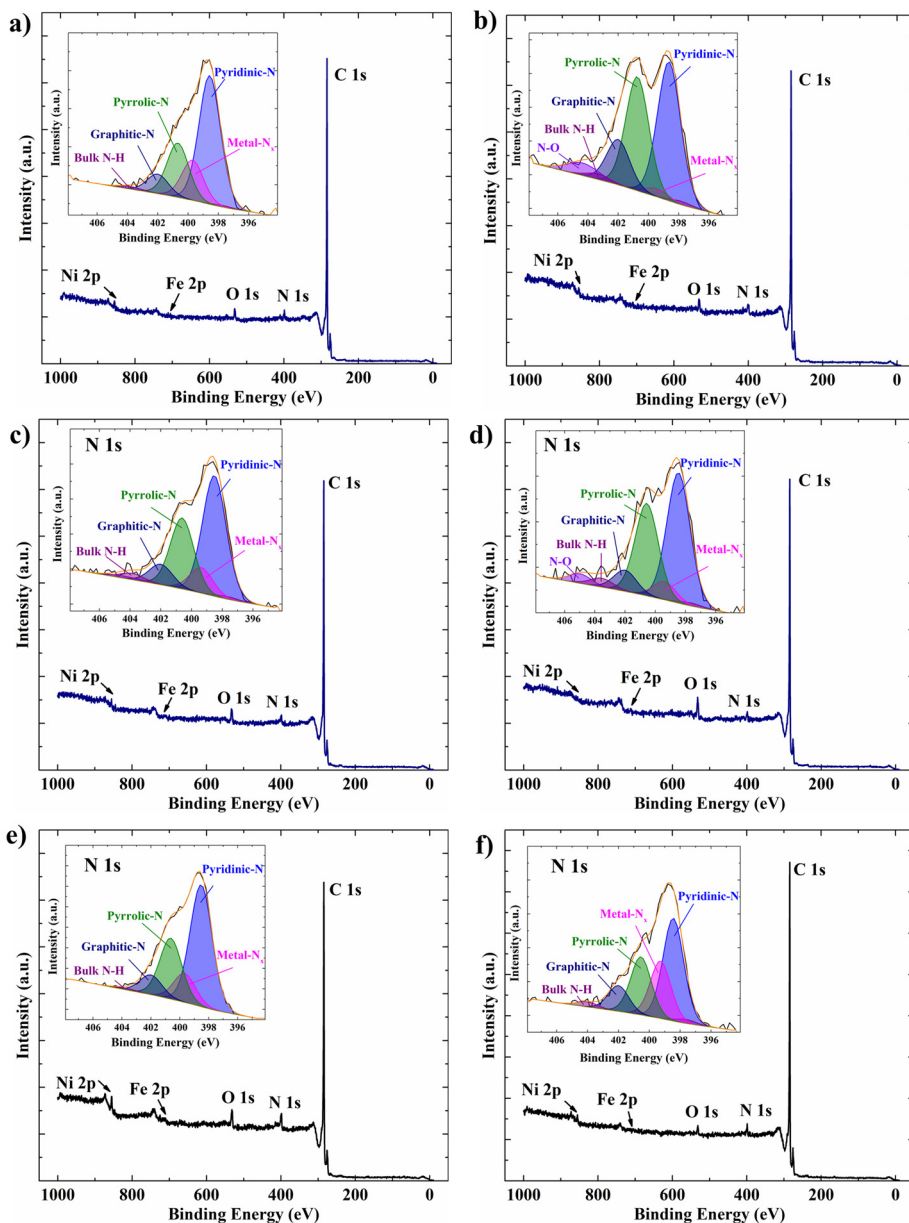 a)
Intensity (a.u.)
Intensity (a.u.)
Pyridinic-N
Pyrrolic-N
Graphitic-N
Bulk N-H
Metal-Nx
406 404 402 400 398 396
Binding Energy (eV)
C 1s
Ni 2p
Fe 2p
O 1s
N 1s
1000 800 600 400 200 0
Binding Energy (eV)
b)
Intensity (a.u.)
Intensity (a.u.)
Pyridinic-N
Pyrrolic-N
Graphitic-N
Bulk N-H
N-O
Metal-N
406 404 402 400 398 396
Binding Energy (eV)
C 1s
Ni 2p
Fe 2p
O 1s
N 1s
1000 800 600 400 200 0
Binding Energy (eV)
c)
N 1s
Intensity (a.u.)
Intensity (a.u.)
Pyridinic-N
Pyrrolic-N
Graphitic-N
Bulk N-H
Metal-Nx
406 404 402 400 398 396
Binding Energy (eV)
C 1s
Ni 2p
Fe 2p
O 1s
N 1s
1000 800 600 400 200 0
Binding Energy (eV)
d)
N 1s
Intensity (a.u.)
Intensity (a.u.)
Pyridinic-N
Pyrrolic-N
Graphitic-N
Bulk N-H
N-O
Metal-Nx
406 404 402 400 398 396
Binding Energy (eV)
C 1s
Ni 2p
Fe 2p
O 1s
N 1s
1000 800 600 400 200 0
Binding Energy (eV)
e)
N 1s
Intensity (a.u.)
Intensity (a.u.)
Pyridinic-N
Pyrrolic-N
Graphitic-N
Bulk N-H
Metal-Nx
406 404 402 400 398 396
Binding Energy (eV)
C 1s
Ni 2p
Fe 2p
O 1s
N 1s
1000 800 600 400 200 0
Binding Energy (eV)
f)
N 1s
Intensity (a.u.)
Intensity (a.u.)
Metal-Nx
Pyridinic-N
Pyrrolic-N
Graphitic-N
Bulk N-H
406 404 402 400 398 396 394
Binding Energy (eV)
C 1s
Ni 2p
Fe 2p
O 1s
N 1s
1000 800 600 400 200 0
Binding Energy (eV)